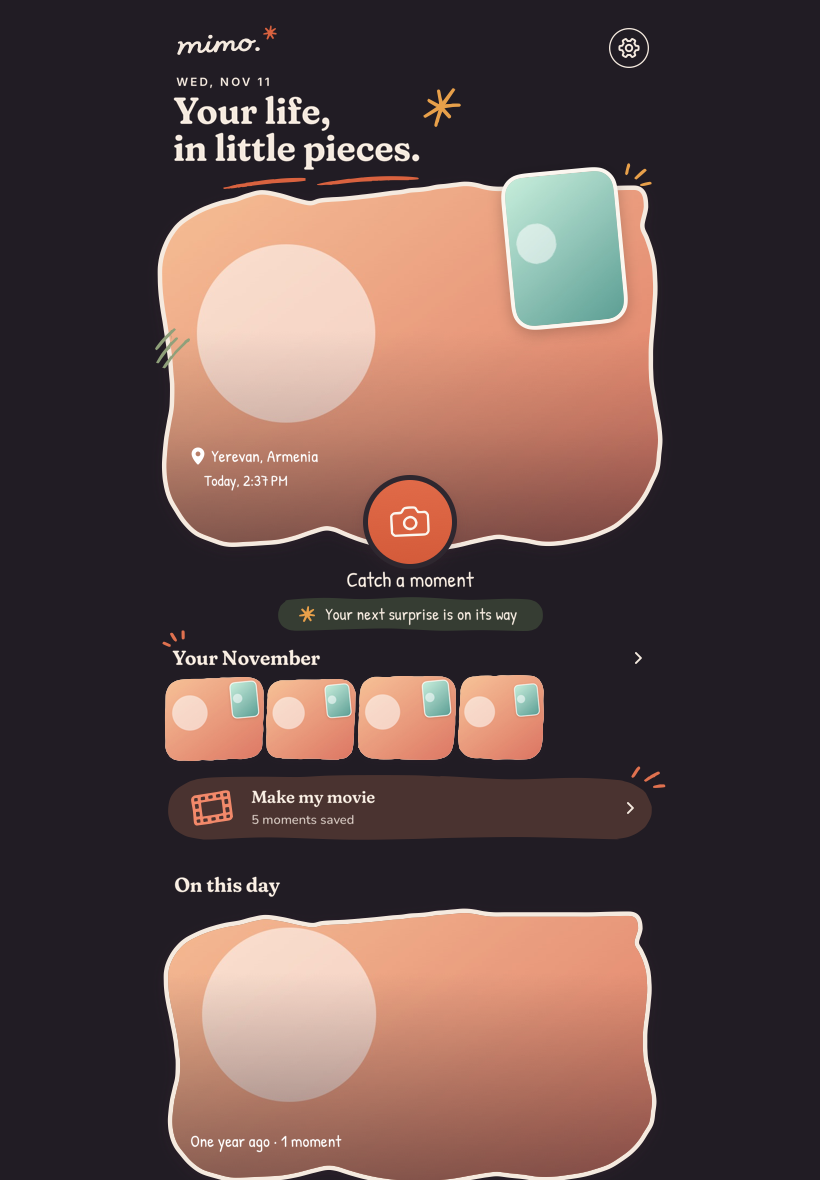 mimo.
WED, NOV 11
Your life,
in little pieces.
Yerevan, Armenia
Today, 2:37 PM
Catch a moment
Your next surprise is on its way
Your November
Make my movie
5 moments saved
On this day
One year ago · 1 moment